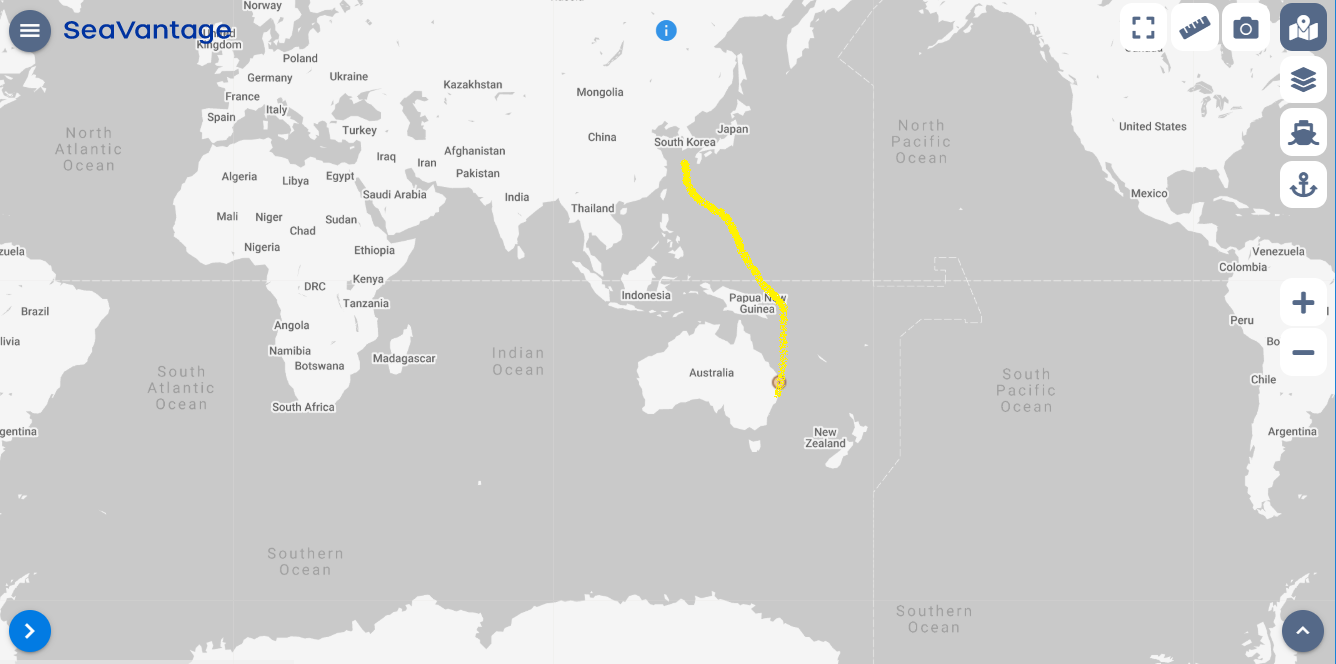 Norway
SeaVantage
United
Kingdom
Poland
Germany
Ukraine
France
Italy
Spain
Turkey
Kazakhstan
Mongolia
China
South Korea
Japan
North
Atlantic
Ocean
Iraq
Iran
Afghanistan
Pakistan
Algeria
Libya
Egypt
Saudi Arabia
India
Thailand
Mali
Niger
Chad
Sudan
Nigeria
Ethiopia
North
Pacific
Ocean
United States
Mexico
Venezuela
Colombia
zuela
Brazil
livia
DRC
Kenya
Tanzania
Indonesia
Papua New
Guinea
Peru
Bo
Angola
Namibia
Botswana
Madagascar
South Africa
Indian
Ocean
Australia
South
Atlantic
Ocean
South
Pacific
Ocean
Chile
Argentina
gentina
New
Zealand
Southern
Ocean
Southern
Ocean